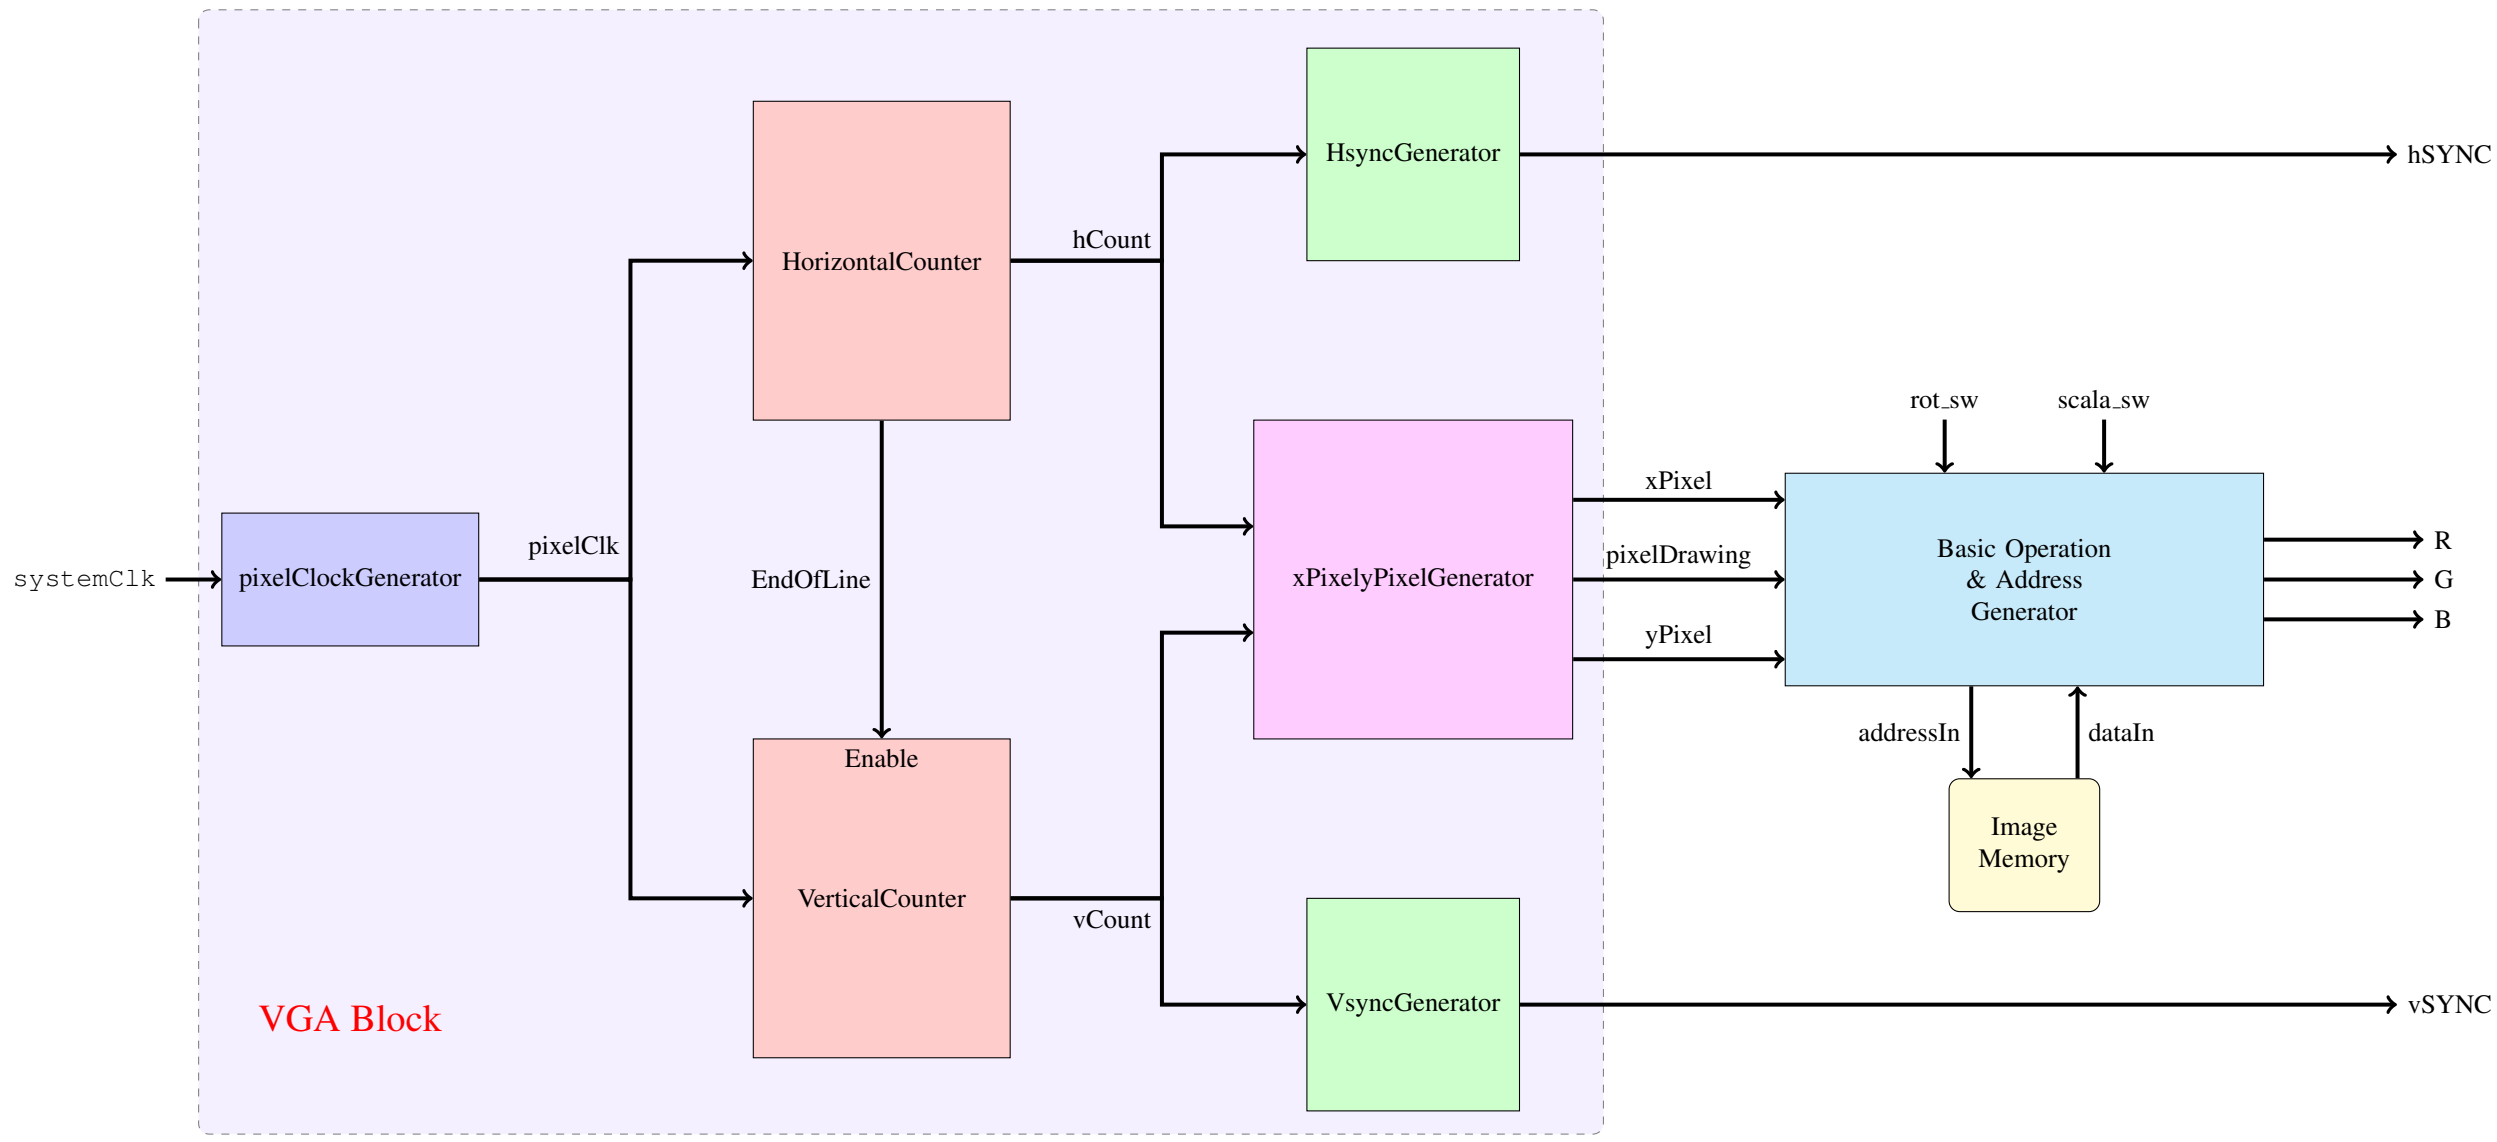 HsyncGenerator
hSYNC
hCount
HorizontalCounter
rot_sw
scala_sw
xPixel
pixelClk
pixelDrawing
Basic Operation
& Address
Generator
R
G
B
systemClk
pixelClockGenerator
EndOfLine
xPixelyPixelGenerator
yPixel
addressIn
dataIn
Enable
Image
Memory
VerticalCounter
vCount
VsyncGenerator
vSYNC
VGA Block